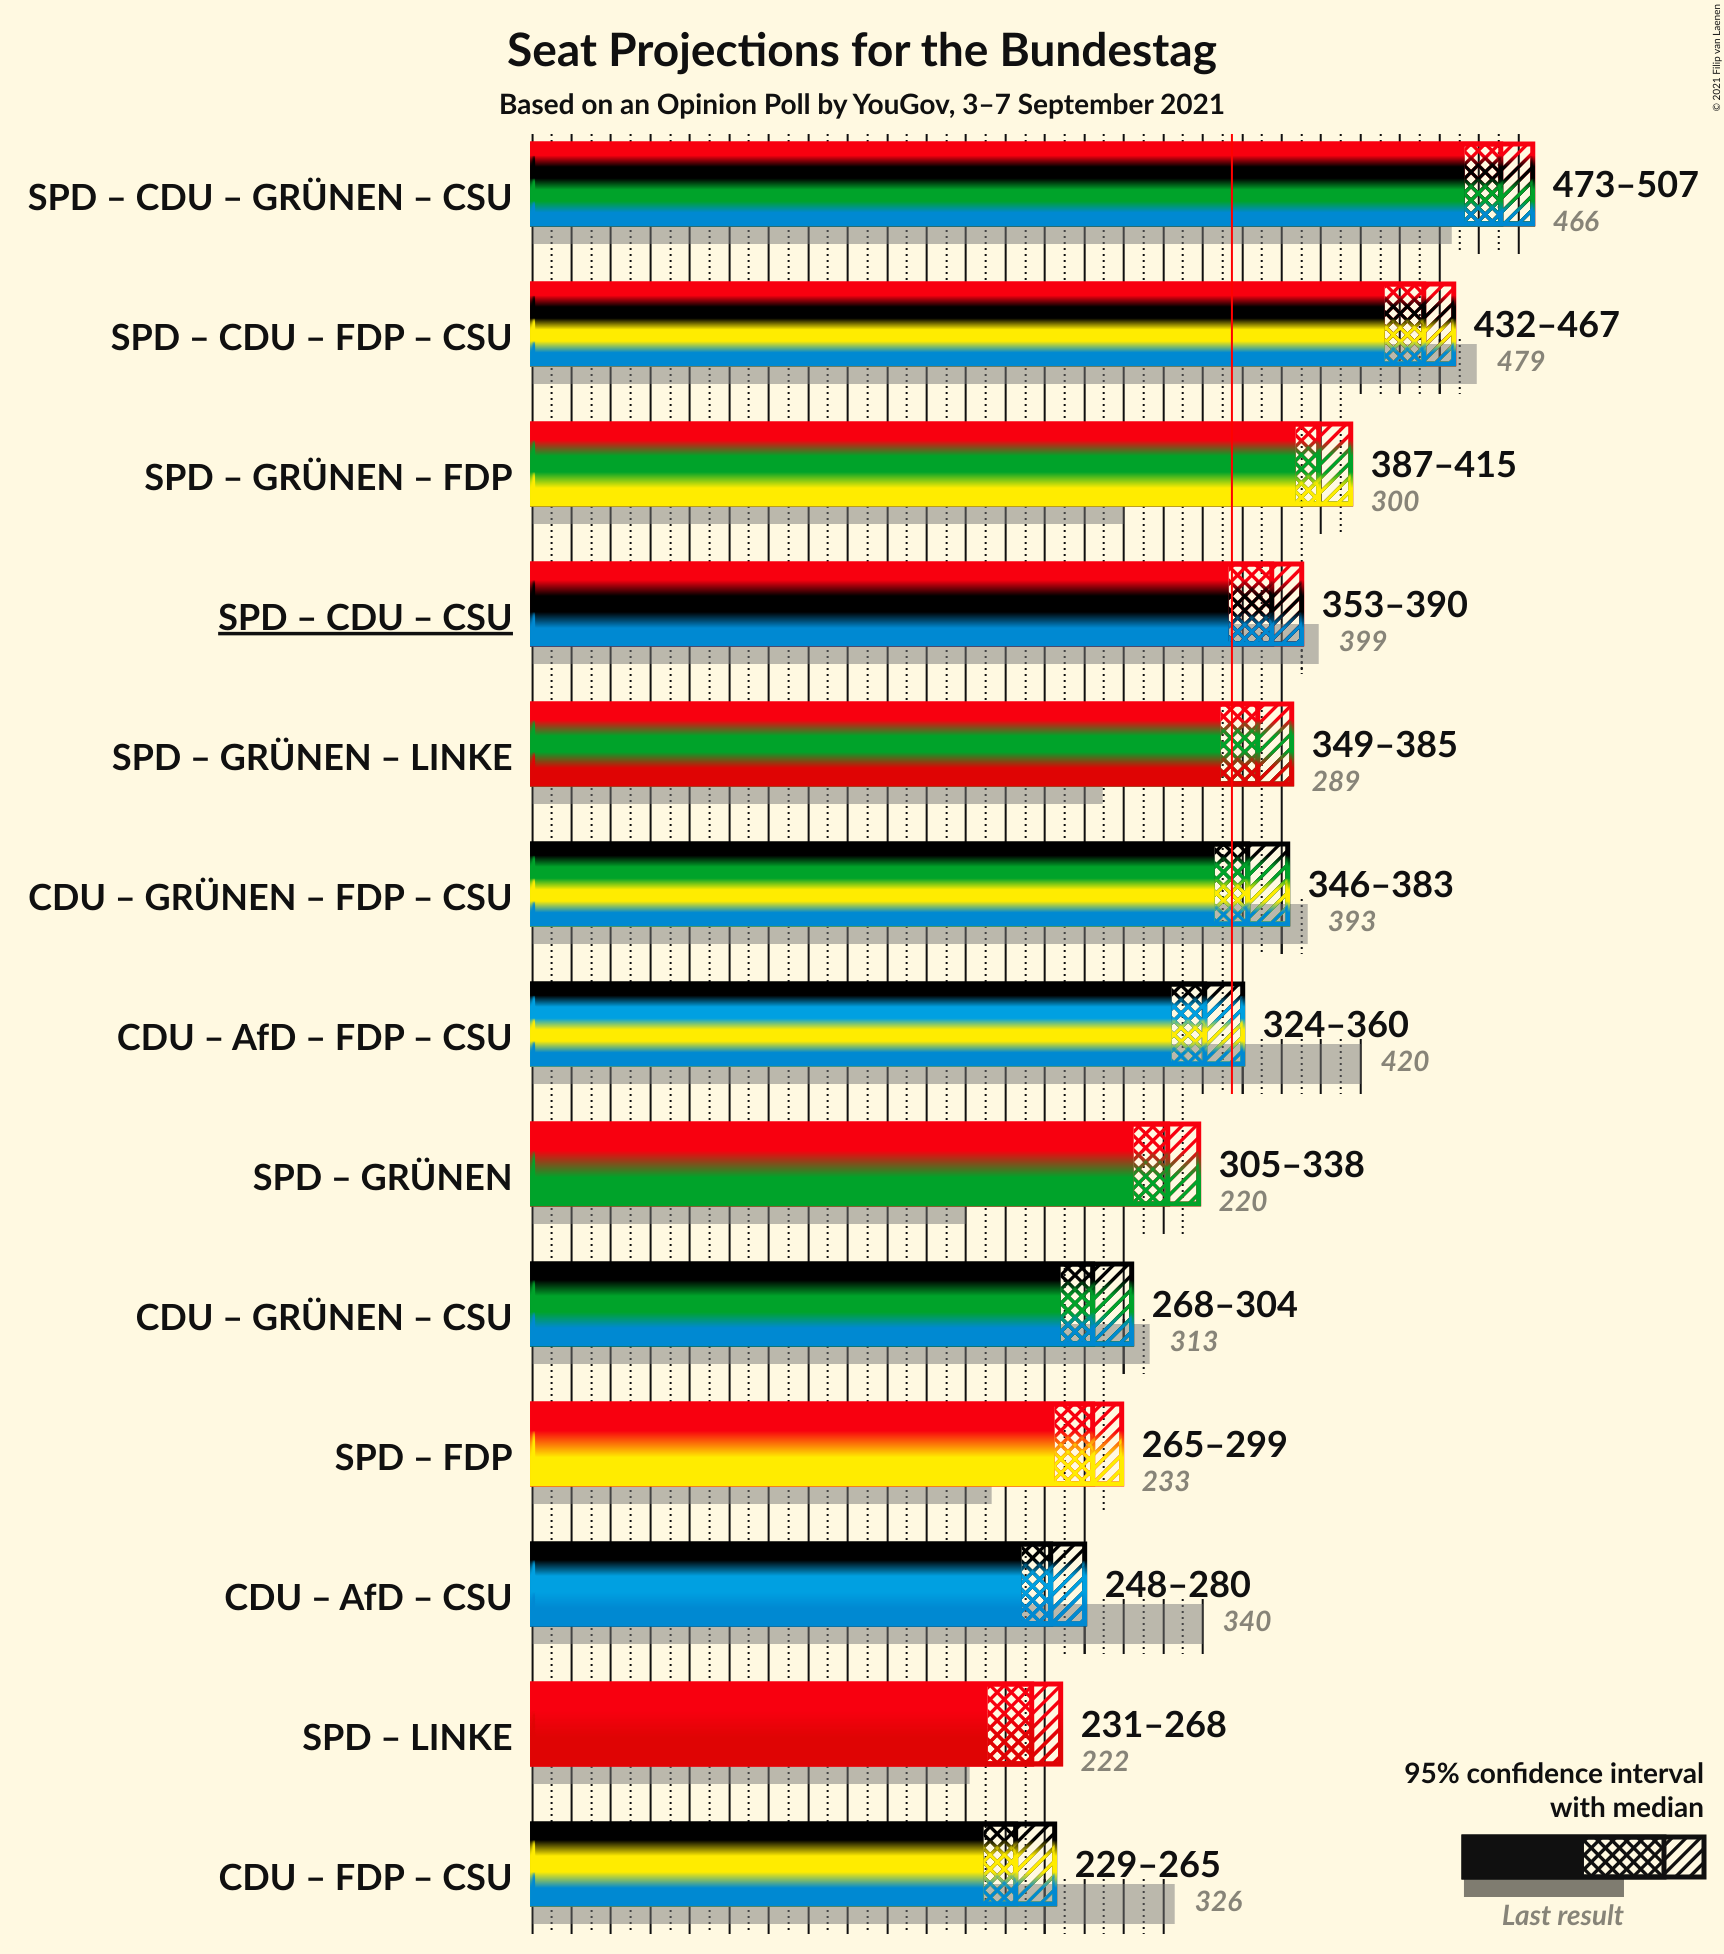 Seat Projections for the Bundestag
Based on an Opinion Poll by YouGov, 3–7 September 2021
© 2021 Filip van Laenen
SPD – CDU – GRÜNEN – CSU
473–507
466
SPD – CDU – FDP – CSU
432–467
479
SPD – GRÜNEN – FDP
387–415
300
SPD – CDU – CSU
353–390
399
SPD – GRÜNEN – LINKE
349–385
289
CDU – GRÜNEN – FDP – CSU
346–383
393
CDU – AfD – FDP – CSU
324–360
420
SPD – GRÜNEN
305–338
220
CDU – GRÜNEN – CSU
268–304
313
SPD – FDP
265–299
233
CDU – AfD – CSU
248–280
340
SPD – LINKE
231–268
222
CDU – FDP – CSU
229–265
326
95% confidence interval
with median
Last result